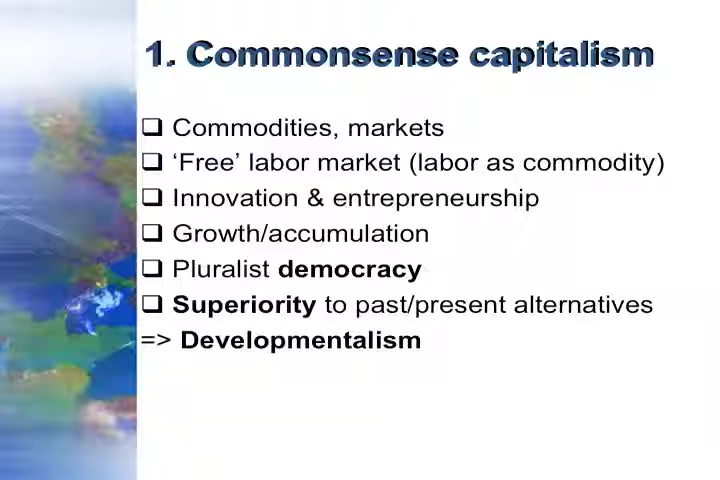 1. Commonsense capitalism
❑ Commodities, markets
❑ ‘Free’ labor market (labor as commodity)
❑ Innovation & entrepreneurship
❑ Growth/accumulation
❑ Pluralist democracy
❑ Superiority to past/present alternatives
=> Developmentalism